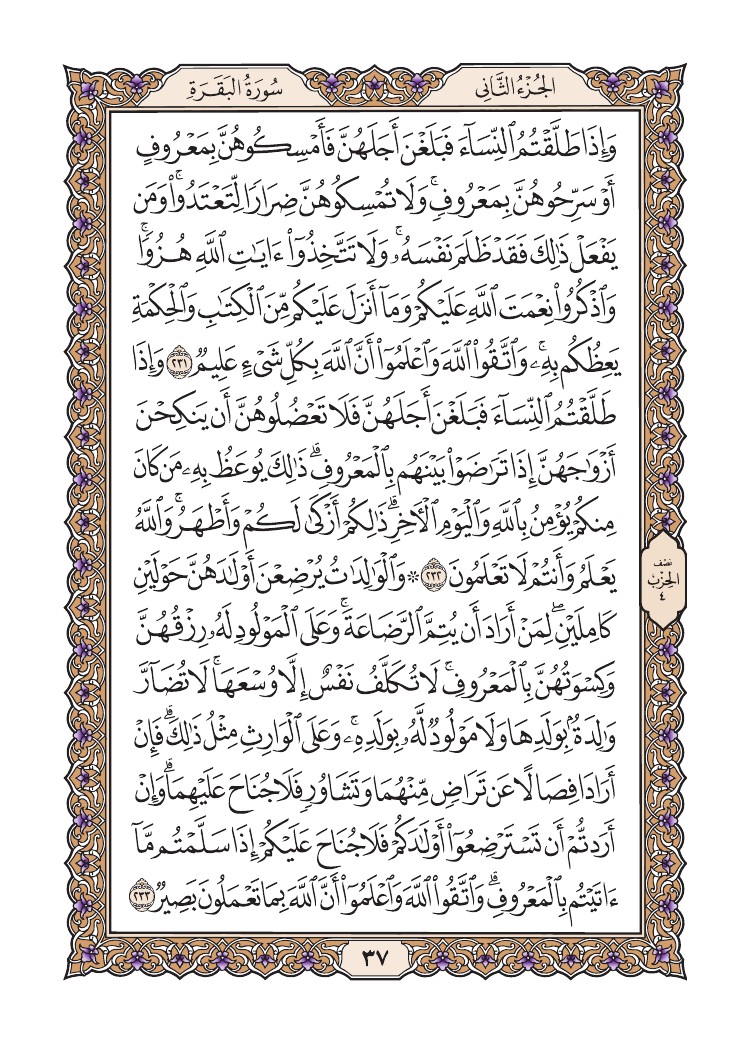 الجُزْءُ الثَّانِي
سُورَةُ البَقَرَةِ
وَإِذَا طَلَّقْتُمُ ٱلنِّسَآءَ فَبَلَغْنَ أَجَلَهُنَّ فَأَمْسِكُوهُنَّ بِمَعْرُوفٍ
أَوْ سَرِّحُوهُنَّ بِمَعْرُوفٖۚ وَلَا تُمْسِكُوهُنَّ ضِرَارٗا لِّتَعْتَدُواْۚ وَمَن
يَفْعَلْ ذَٰلِكَ فَقَدْ ظَلَمَ نَفْسَهُۥۚ وَلَا تَتَّخِذُوٓاْ ءَايَٰتِ ٱللَّهِ هُزُوٗاۚ
وَٱذْكُرُواْ نِعْمَتَ ٱللَّهِ عَلَيْكُمْ وَمَآ أَنزَلَ عَلَيْكُم مِّنَ ٱلْكِتَٰبِ وَٱلْحِكْمَةِ
يَعِظُكُم بِهِۦۚ وَٱتَّقُواْ ٱللَّهَ وَٱعْلَمُوٓاْ أَنَّ ٱللَّهَ بِكُلِّ شَىْءٍ عَلِيمٞ ٢٣١ وَإِذَا
طَلَّقْتُمُ ٱلنِّسَآءَ فَبَلَغْنَ أَجَلَهُنَّ فَلَا تَعْضُلُوهُنَّ أَن يَنكِحْنَ
أَزْوَٰجَهُنَّ إِذَا تَرَٰضَوْاْ بَيْنَهُم بِٱلْمَعْرُوفِۗ ذَٰلِكَ يُوعَظُ بِهِۦ مَن كَانَ
مِنكُمْ يُؤْمِنُ بِٱللَّهِ وَٱلْيَوْمِ ٱلْأٓخِرِۗ ذَٰلِكُمْ أَزْكَىٰ لَكُمْ وَأَطْهَرُۚ وَٱللَّهُ
يَعْلَمُ وَأَنتُمْ لَا تَعْلَمُونَ ٢٣٢ ۞ وَٱلْوَٰلِدَٰتُ يُرْضِعْنَ أَوْلَٰدَهُنَّ حَوْلَيْنِ
كَامِلَيْنِۖ لِمَنْ أَرَادَ أَن يُتِمَّ ٱلرَّضَاعَةَۚ وَعَلَى ٱلْمَوْلُودِ لَهُۥ رِزْقُهُنَّ
وَكِسْوَتُهُنَّ بِٱلْمَعْرُوفِۚ لَا تُكَلَّفُ نَفْسٌ إِلَّا وُسْعَهَاۚ لَا تُضَآرَّ
وَٰلِدَةُۢ بِوَلَدِهَا وَلَا مَوْلُودٞ لَّهُۥ بِوَلَدِهِۦۚ وَعَلَى ٱلْوَارِثِ مِثْلُ ذَٰلِكَۗ فَإِنْ
أَرَادَا فِصَالًا عَن تَرَاضٖ مِّنْهُمَا وَتَشَاوُرٖ فَلَا جُنَاحَ عَلَيْهِمَاۗ وَإِنْ
أَرَدتُّمْ أَن تَسْتَرْضِعُوٓاْ أَوْلَٰدَكُمْ فَلَا جُنَاحَ عَلَيْكُمْ إِذَا سَلَّمْتُم مَّآ
ءَاتَيْتُم بِٱلْمَعْرُوفِۗ وَٱتَّقُواْ ٱللَّهَ وَٱعْلَمُوٓاْ أَنَّ ٱللَّهَ بِمَا تَعْمَلُونَ بَصِيرٞ ٢٣٣
نصف
الحزب
٤
٣٧